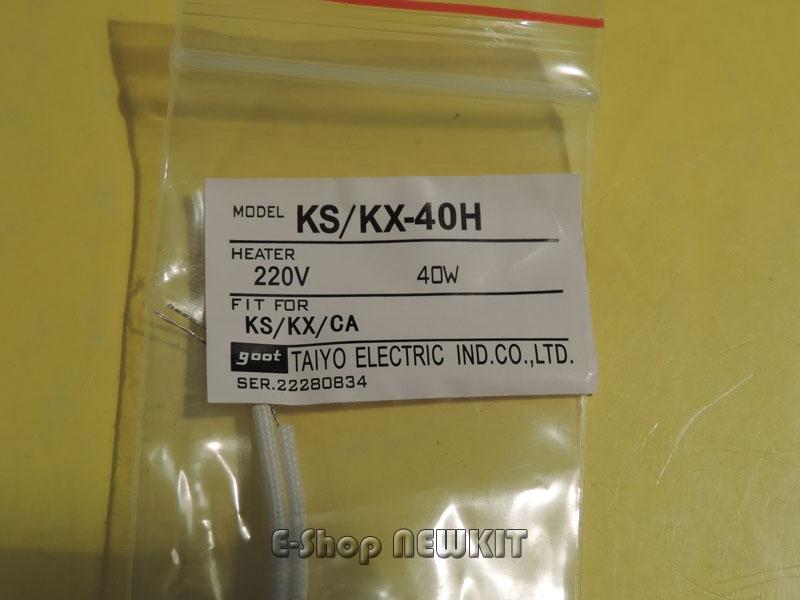 MODEL KS/KX-40H
HEATER
220V 40W
FIT FOR
KS/KX/CA
goot TAIYO ELECTRIC IND.CO.,LTD.
SER.22280834
E-Shop NEWKIT